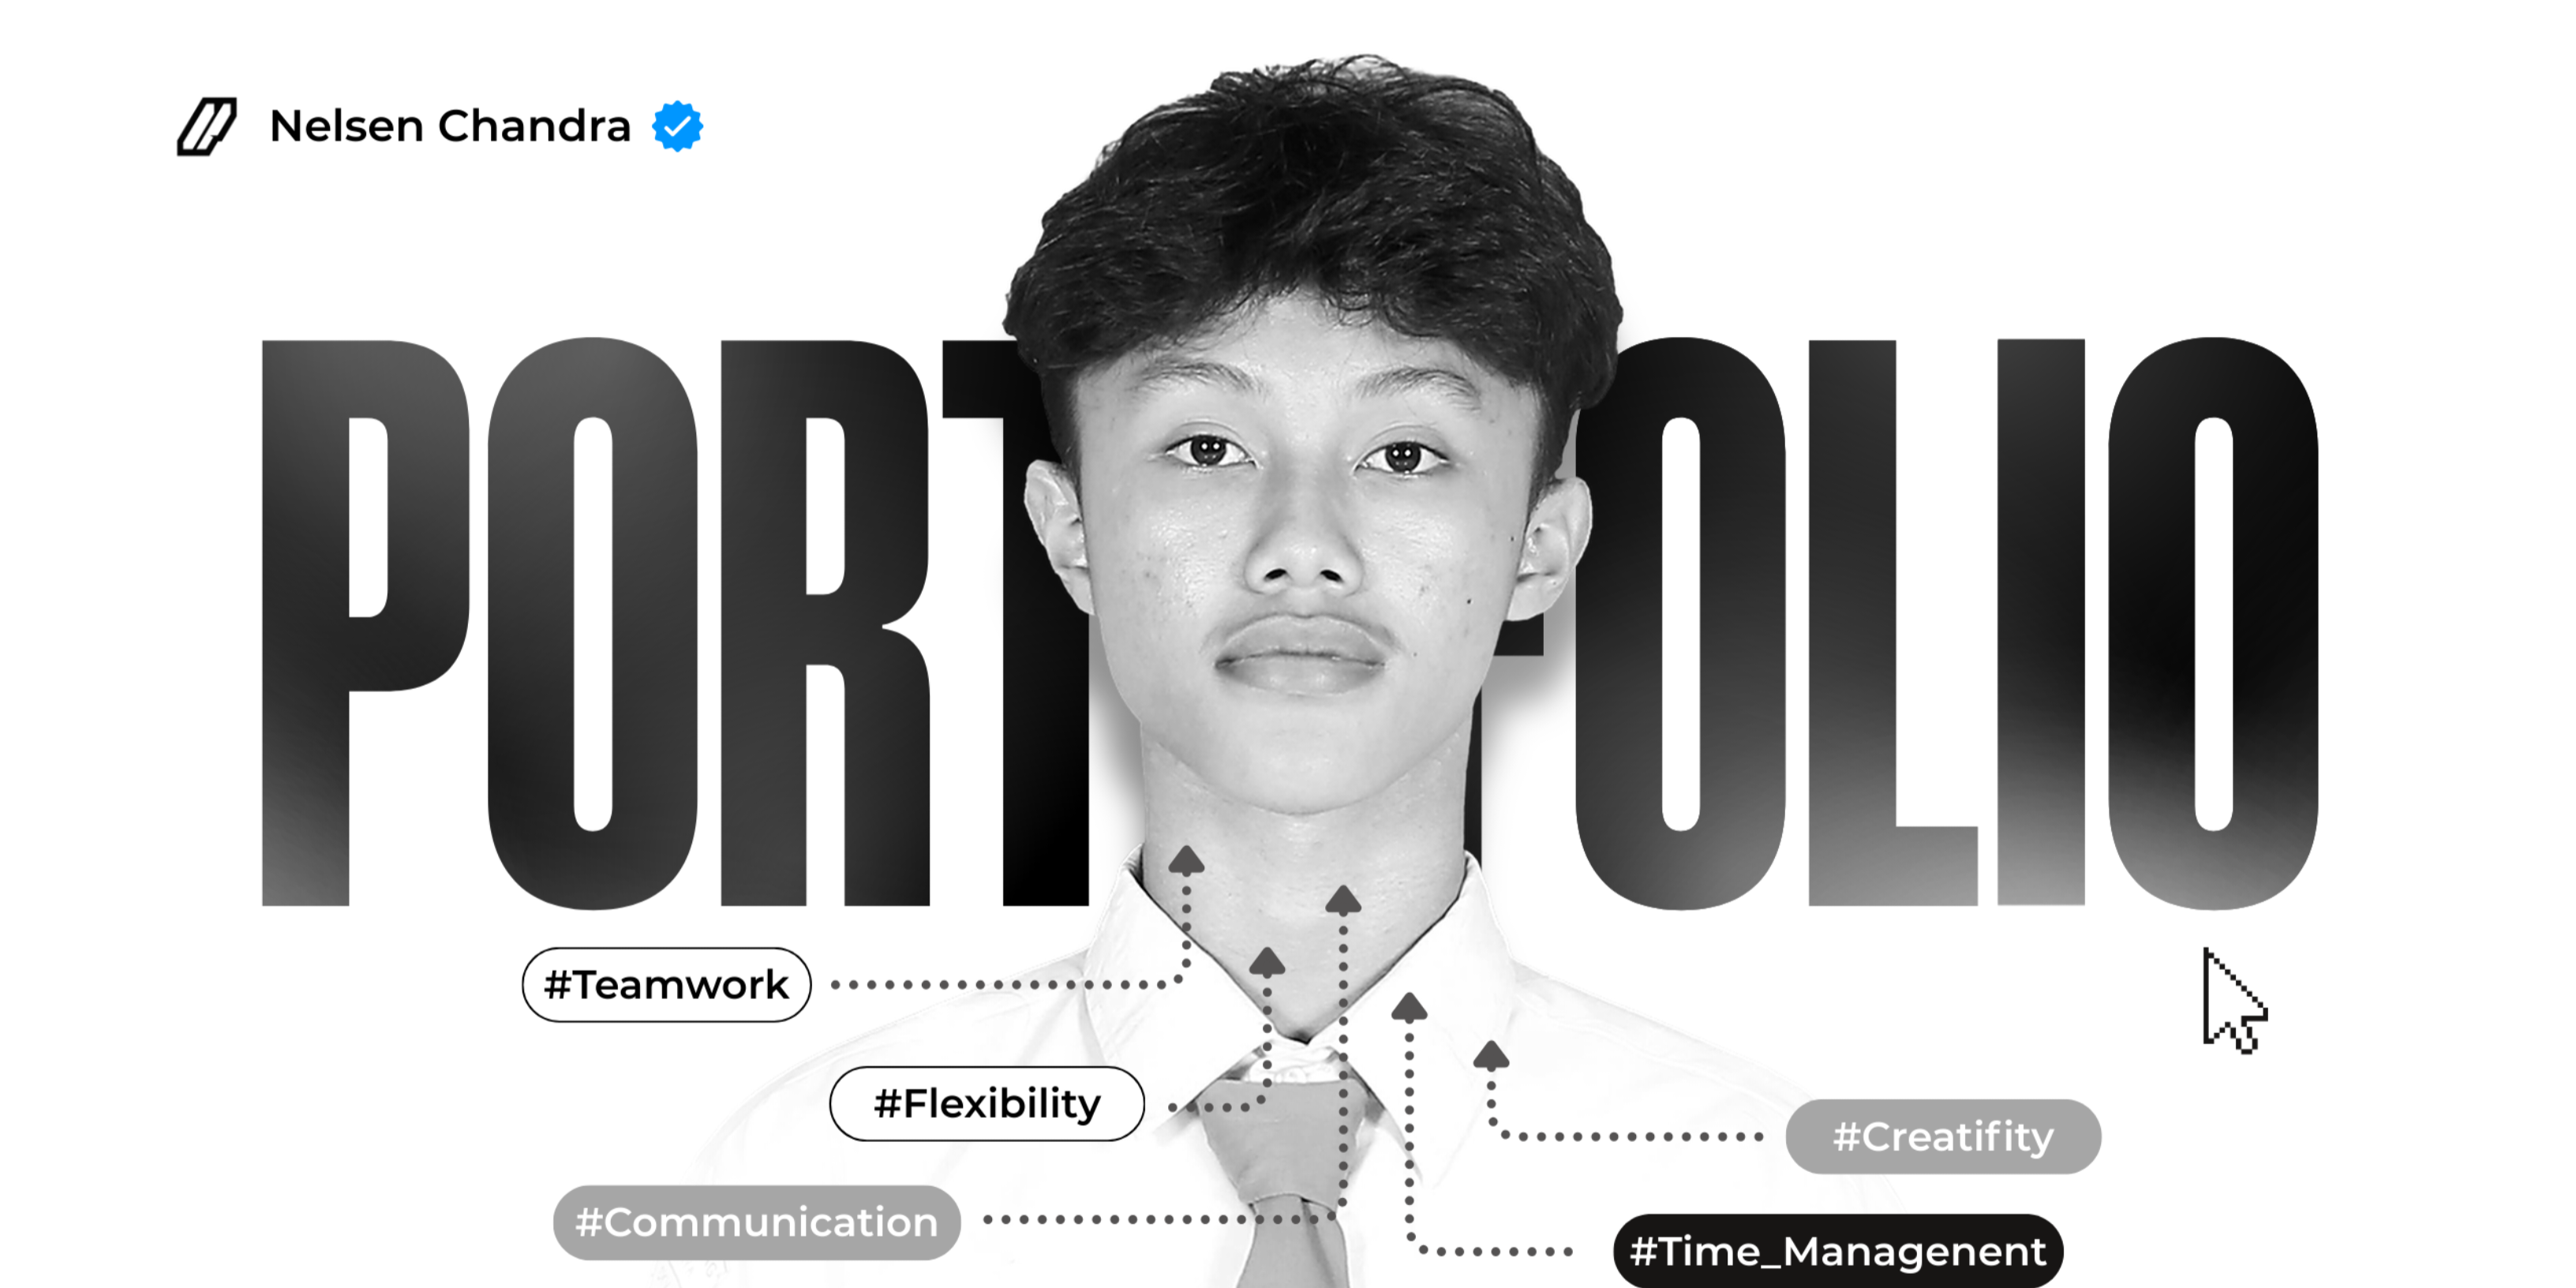 Nelsen Chandra
PORTFOLIO
#Teamwork
#Flexibility
#Creatifity
#Communication
#Time_Managenent